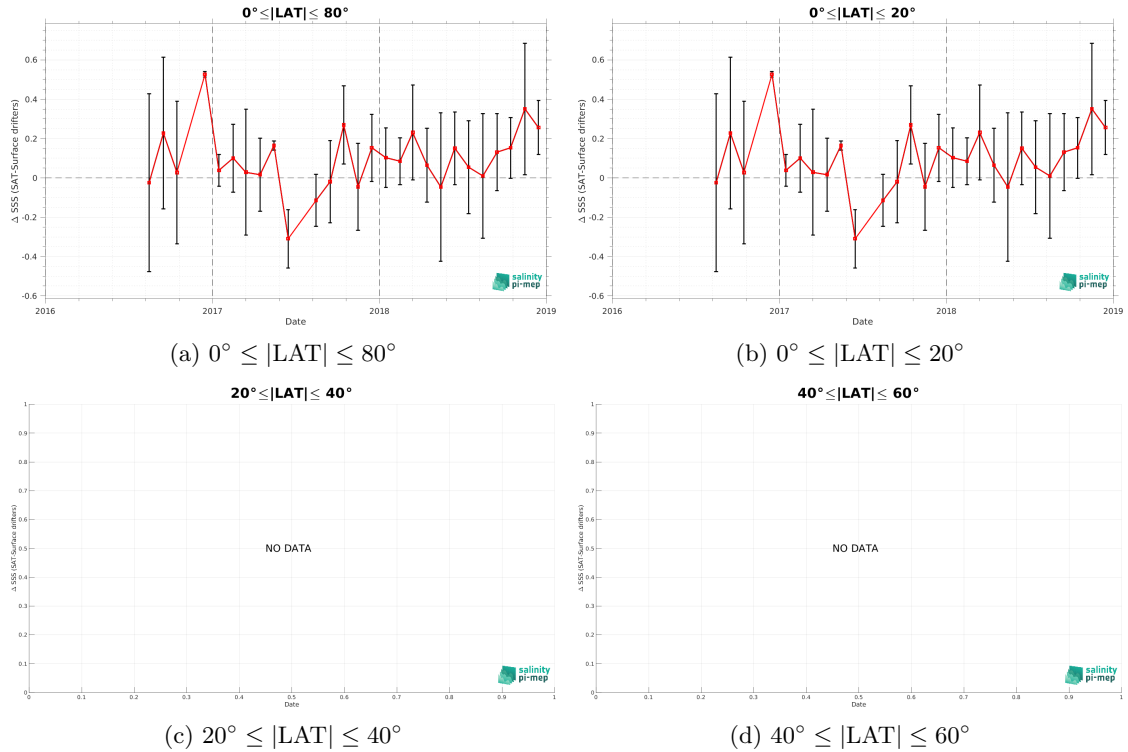 0°≤|LAT|≤ 80°
Δ SSS (SAT-Surface drifters)
0.6
0.4
0.2
0
-0.2
-0.4
-0.6
2016
2017
2018
2019
Date
salinity
pi-mep
(a) 0° ≤ |LAT| ≤ 80°
0°≤|LAT|≤ 20°
Δ SSS (SAT-Surface drifters)
0.6
0.4
0.2
0
-0.2
-0.4
-0.6
2016
2017
2018
2019
Date
salinity
pi-mep
(b) 0° ≤ |LAT| ≤ 20°
20°≤|LAT|≤ 40°
Δ SSS (SAT-Surface drifters)
1
0.9
0.8
0.7
0.6
0.5
0.4
0.3
0.2
0.1
0
NO DATA
0
0.1
0.2
0.3
0.4
0.5
0.6
0.7
0.8
0.9
1
Date
salinity
pi-mep
(c) 20° ≤ |LAT| ≤ 40°
40°≤|LAT|≤ 60°
Δ SSS (SAT-Surface drifters)
1
0.9
0.8
0.7
0.6
0.5
0.4
0.3
0.2
0.1
0
NO DATA
0
0.1
0.2
0.3
0.4
0.5
0.6
0.7
0.8
0.9
1
Date
salinity
pi-mep
(d) 40° ≤ |LAT| ≤ 60°